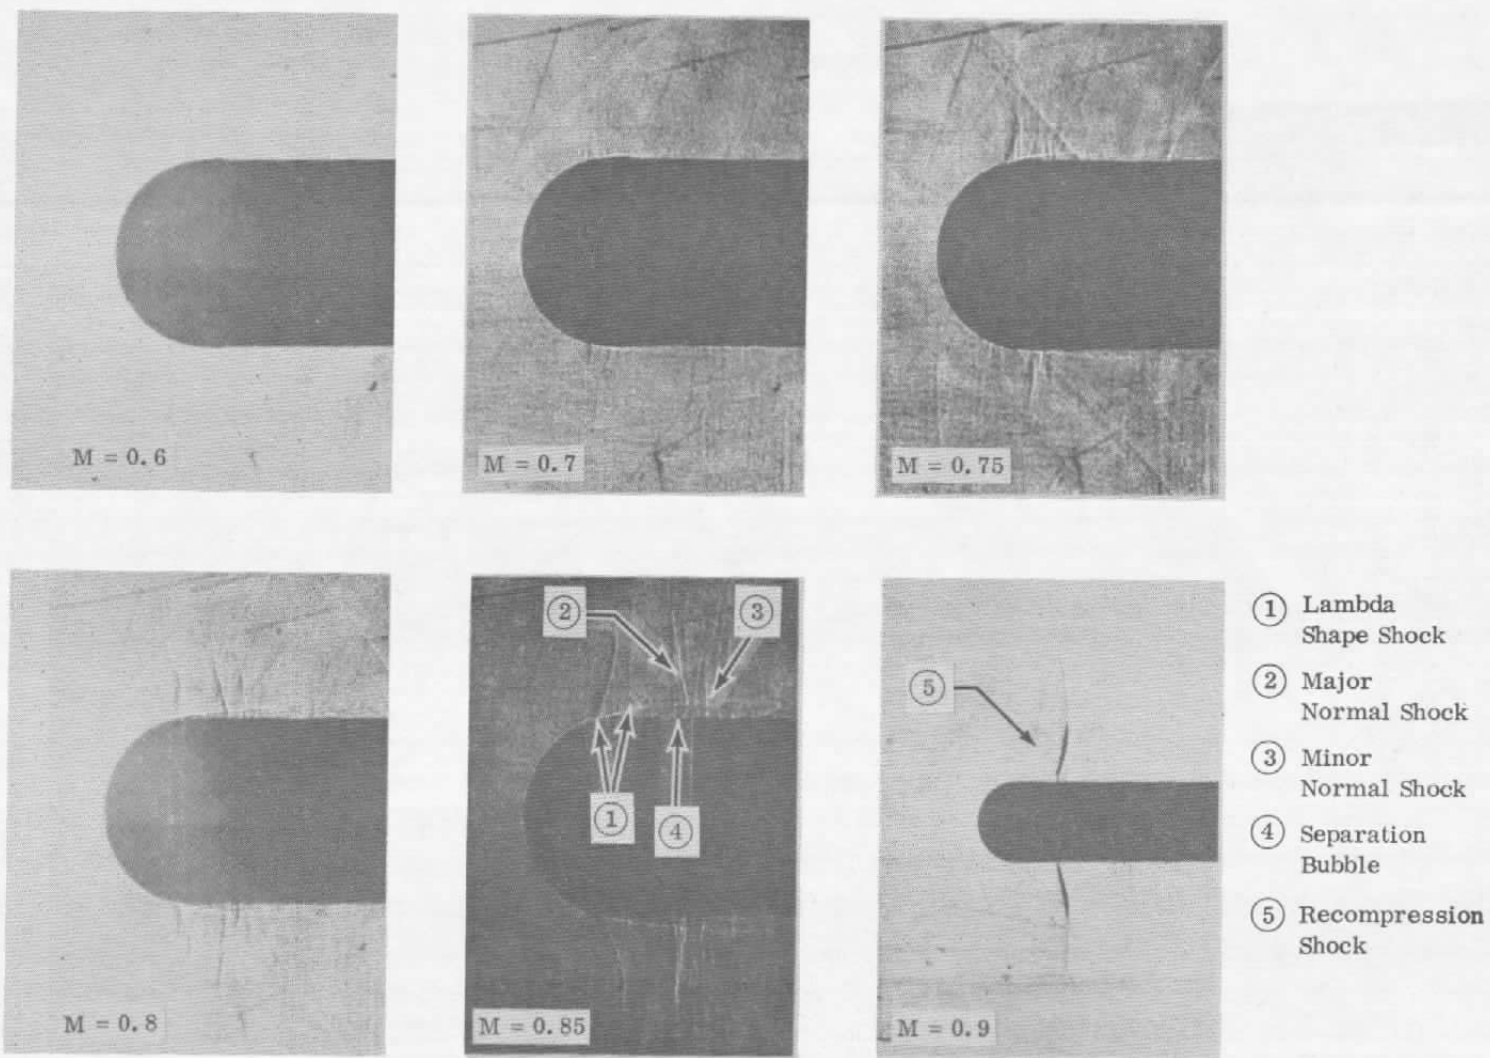 M = 0.6
M = 0.7
M = 0.75
M = 0.8
2
3
1
4
M = 0.85
5
M = 0.9
1 Lambda
Shape Shock
2 Major
Normal Shock
3 Minor
Normal Shock
4 Separation
Bubble
5 Recompression
Shock